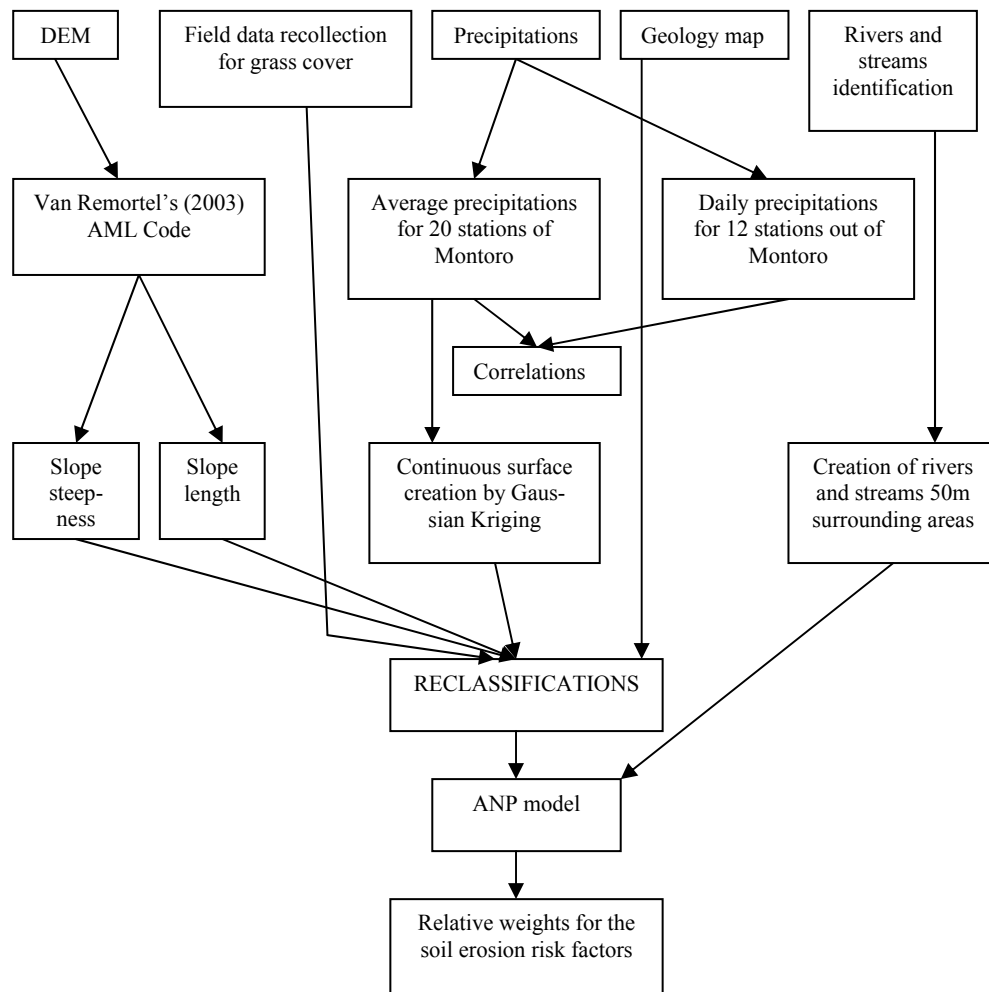 DEM
Field data recollection
for grass cover
Precipitations
Geology map
Rivers and
streams
identification
Van Remortel's (2003)
AML Code
Average precipitations
for 20 stations of
Montoro
Daily precipitations
for 12 stations out of
Montoro
Correlations
Slope
steep-
ness
Slope
length
Continuous surface
creation by Gaus-
sian Kriging
Creation of rivers
and streams 50m
surrounding areas
RECLASSIFICATIONS
ANP model
Relative weights for the
soil erosion risk factors